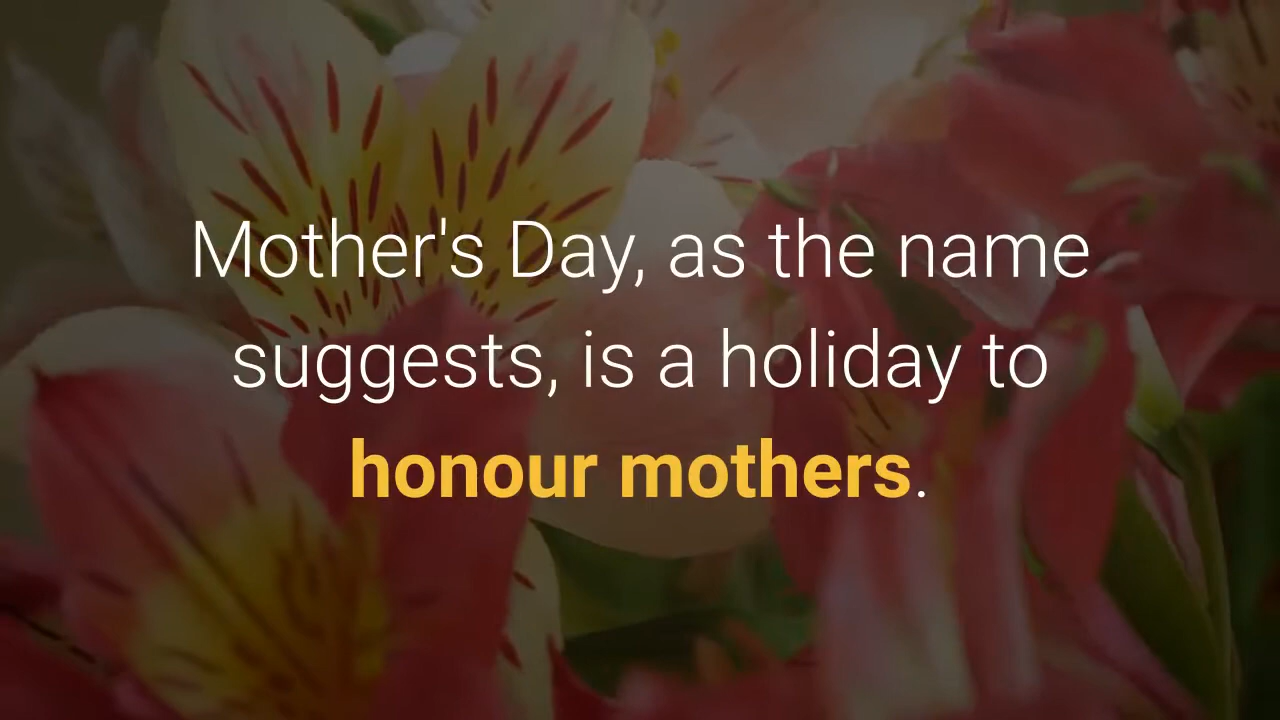 Mother's Day, as the name
suggests, is a holiday to
honour mothers.